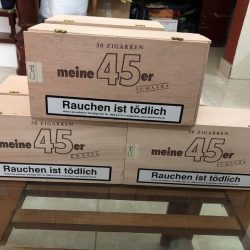 50 ZIGARREN
meine 45er
SUMATRA
Rauchen ist tödlich
50 ZIGARREN
meine 45er
BRASIL
Rauchen ist tödlich
50 ZIGARREN
meine 45er
SUMATRA
Rauchen ist tödlich